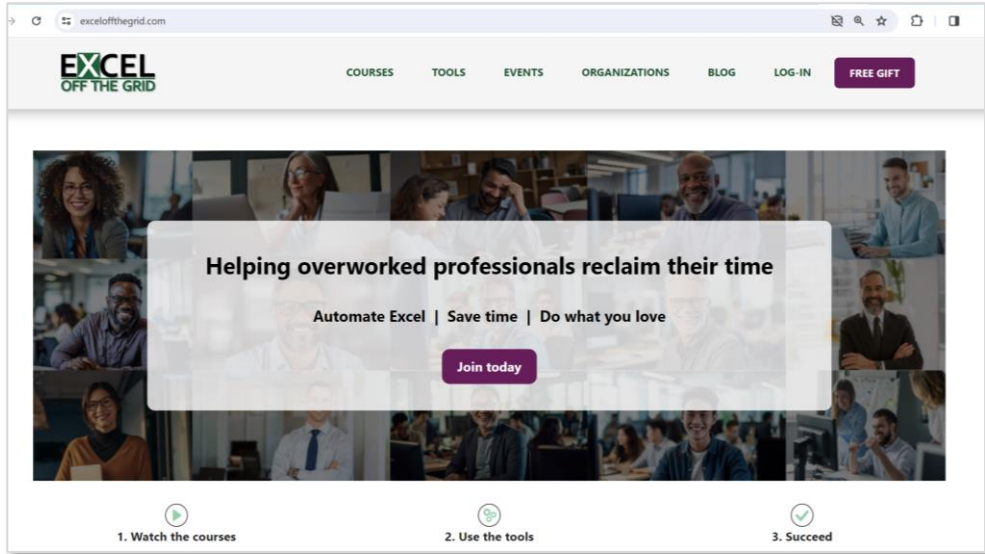 exceloffthegrid.com
EXCEL
OFF THE GRID
COURSES TOOLS EVENTS ORGANIZATIONS BLOG LOG-IN FREE GIFT
Helping overworked professionals reclaim their time
Automate Excel | Save time | Do what you love
Join today
1. Watch the courses 2. Use the tools 3. Succeed